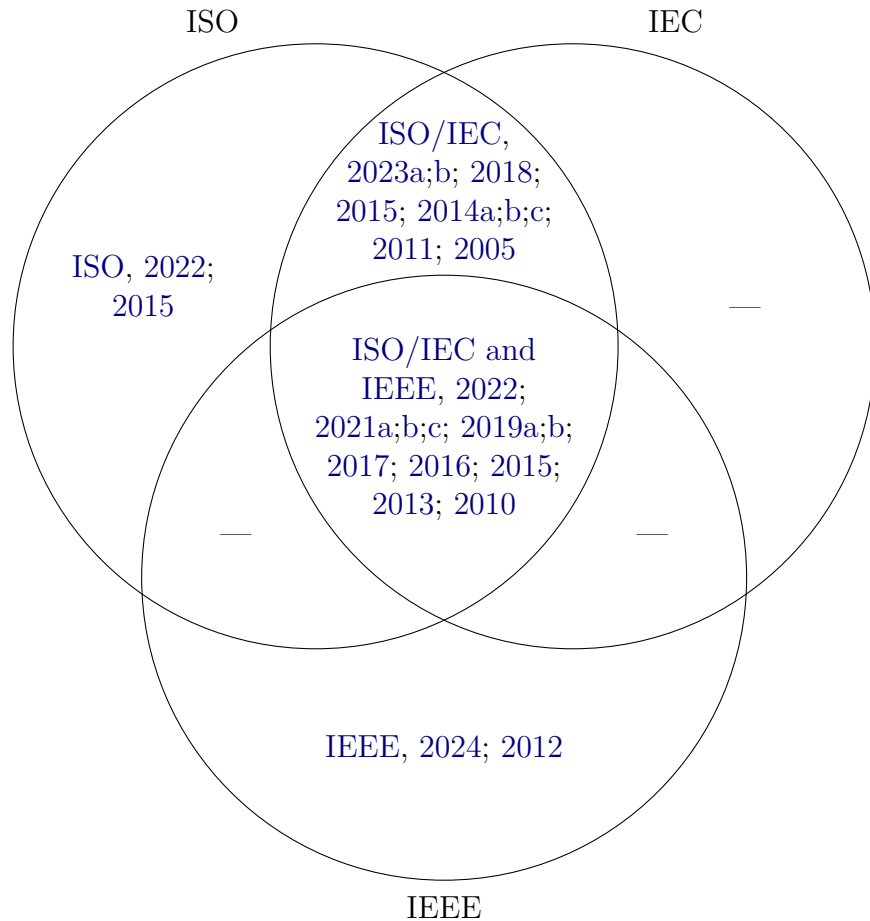 ISO
IEC
ISO/IEC,
2023a;b; 2018;
2015; 2014a;b;c;
2011; 2005
ISO, 2022;
2015
—
ISO/IEC and
IEEE, 2022;
2021a;b;c; 2019a;b;
2017; 2016; 2015;
2013; 2010
—
—
IEEE, 2024; 2012
IEEE